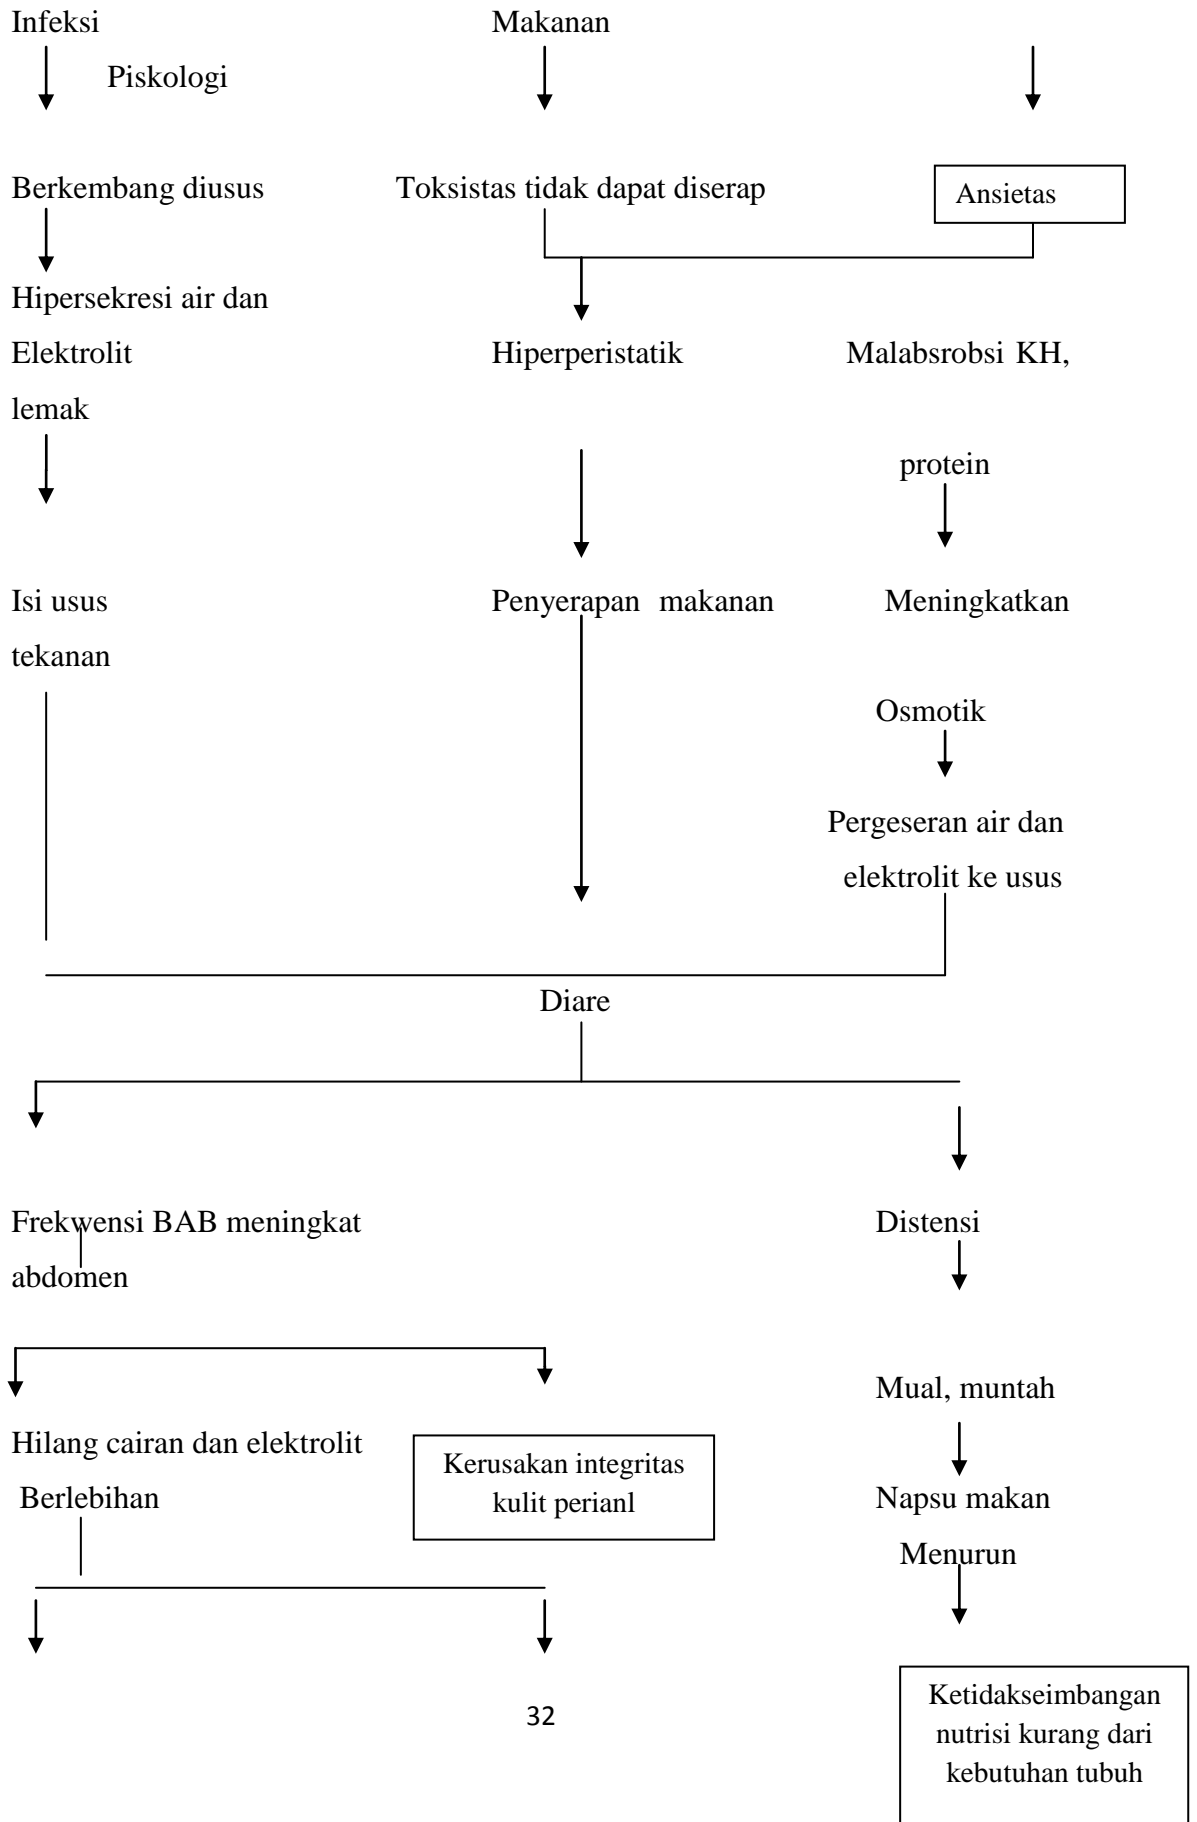 Infeksi Makanan
Piskologi
Berkembang diusus Toksistas tidak dapat diserap Ansietas
Hipersekresi air dan
Elektrolit Hiperperistatik Malabsrobsi KH,
lemak
protein
Isi usus Penyerapan makanan Meningkatkan
tekanan
Osmotik
Pergeseran air dan
elektrolit ke usus
Diare
Frekwensi BAB meningkat Distensi
abdomen
Mual, muntah
Hilang cairan dan elektrolit
Berlebihan
Kerusakan integritas
kulit perianl
Napsu makan
Menurun
Ketidakseimbangan
nutrisi kurang dari
kebutuhan tubuh
32